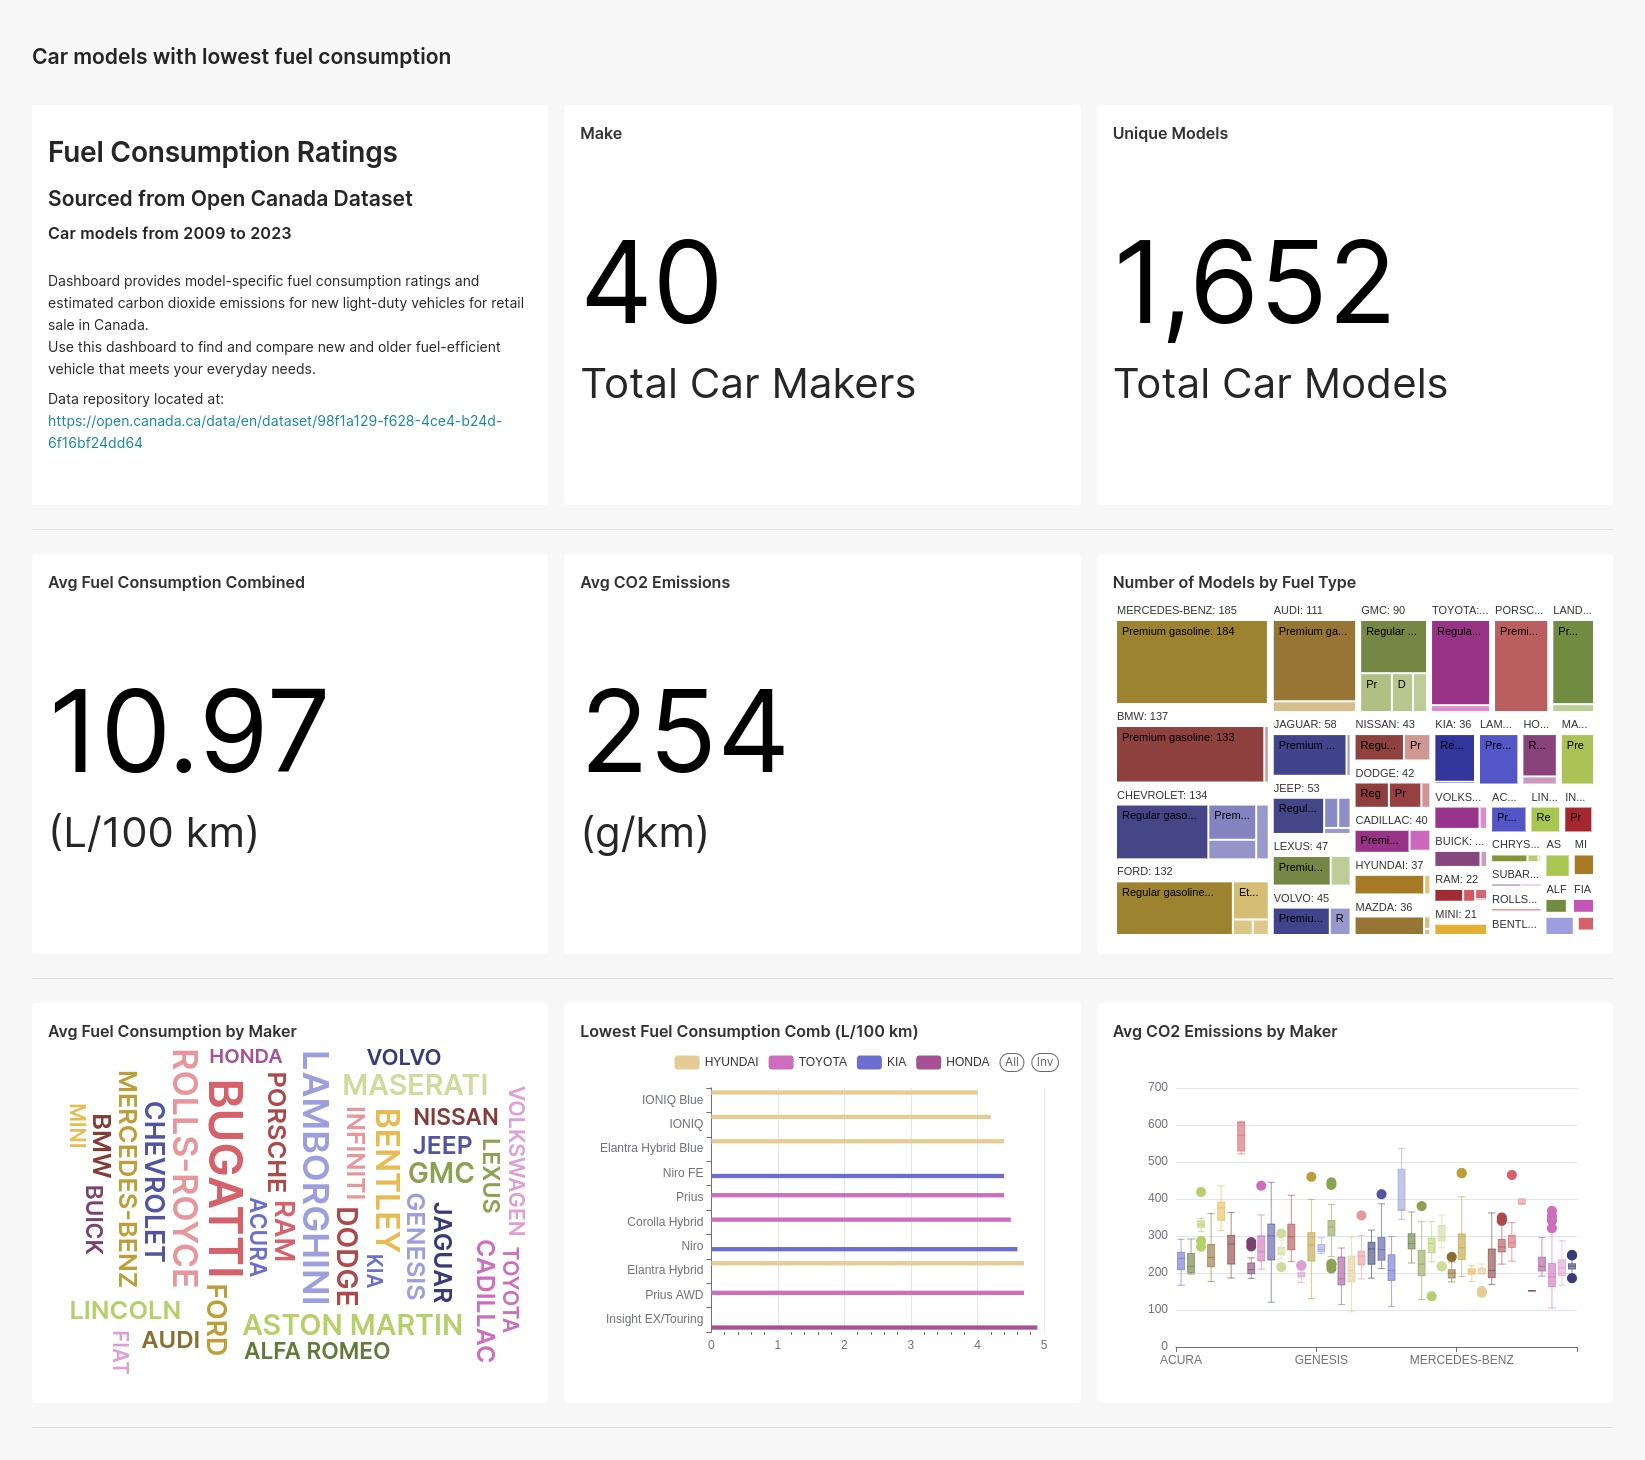 Car models with lowest fuel consumption
Fuel Consumption Ratings
Sourced from Open Canada Dataset
Car models from 2009 to 2023
Dashboard provides model-specific fuel consumption ratings and
estimated carbon dioxide emissions for new light-duty vehicles for retail
sale in Canada.
Use this dashboard to find and compare new and older fuel-efficient
vehicle that meets your everyday needs.
Data repository located at:
https://open.canada.ca/data/en/dataset/98f1a129-f628-4ce4-b24d-
6f16bf24dd64
Make
40
Total Car Makers
Unique Models
1,652
Total Car Models
Avg Fuel Consumption Combined
10.97
(L/100 km)
Avg CO2 Emissions
254
(g/km)
Number of Models by Fuel Type
MERCEDES-BENZ: 185
Premium gasoline: 184
BMW: 137
Premium gasoline: 133
CHEVROLET: 134
Regular gaso...
Prem...
FORD: 132
Regular gasoline...
Et...
AUDI: 111
Premium ga...
JAGUAR: 58
Premium ...
JEEP: 53
Regul...
LEXUS: 47
Premiu...
VOLVO: 45
Premiu...
R
GMC: 90
Regular ...
Pr
D
NISSAN: 43
Regu...
Pr
DODGE: 42
Reg
Pr
CADILLAC: 40
Premi...
HYUNDAI: 37
MAZDA: 36
TOYOTA:...
Regula...
PORSC...
Premi...
LAND...
Pr...
KIA: 36
Re...
LAM...
Pre...
HO...
R...
MA...
Pre
VOLKS...
BUICK: ...
RAM: 22
MINI: 21
AC...
Pr...
LIN...
Re
IN...
Pr
CHRYS...
SUBAR...
ROLLS...
BENTL...
AS
MI
ALF
FIA
Avg Fuel Consumption by Maker
HONDA
VOLVO
MASERATI
ROLLS-ROYCE
BUGATTI
PORSCHE
LAMBORGHINI
MERCEDES-BENZ
MINI
BMW
CHEVROLET
INFINITI
BENTLEY
NISSAN
JEEP
GMC
LEXUS
VOLKSWAGEN
BUICK
ACURA
RAM
DODGE
KIA
GENESIS
JAGUAR
CADILLAC
TOYOTA
LINCOLN
FORD
ASTON MARTIN
FIAT
AUDI
ALFA ROMEO
Lowest Fuel Consumption Comb (L/100 km)
HYUNDAI
TOYOTA
KIA
HONDA
All
Inv
IONIQ Blue
IONIQ
Elantra Hybrid Blue
Niro FE
Prius
Corolla Hybrid
Niro
Elantra Hybrid
Prius AWD
Insight EX/Touring
0 1 2 3 4 5
Avg CO2 Emissions by Maker
700
600
500
400
300
200
100
0
ACURA GENESIS MERCEDES-BENZ